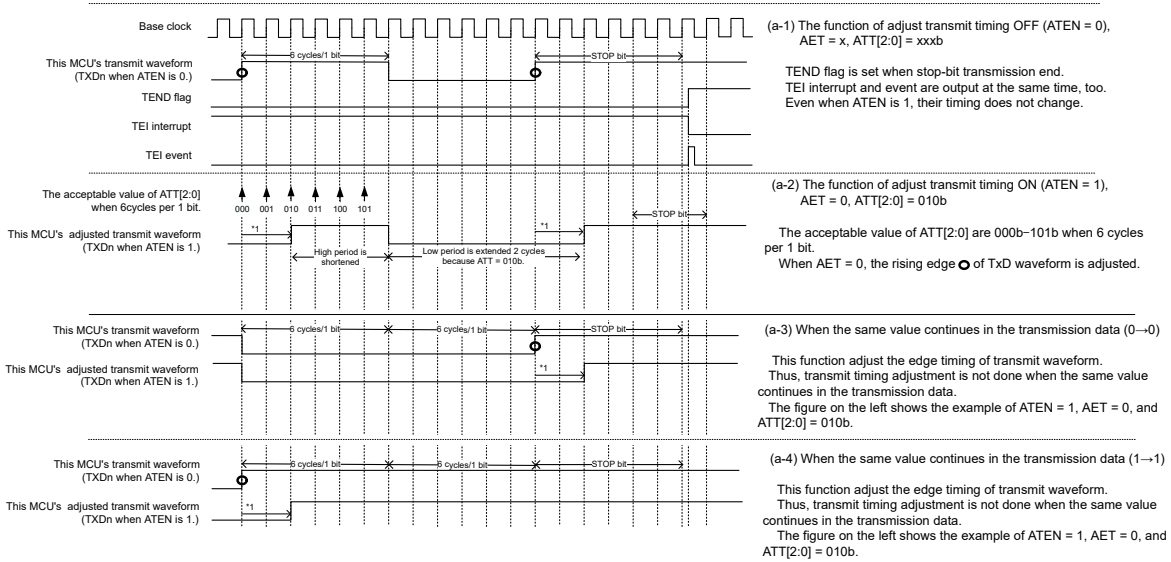 Base clock
(a-1) The function of adjust transmit timing OFF (ATEN = 0),
AET = x, ATT[2:0] = xxxb
6 cycles/1 bit
STOP bit
This MCU's transmit waveform
(TXDn when ATEN is 0.)
TEND flag is set when stop-bit transmission end.
TEI interrupt and event are output at the same time, too.
Even when ATEN is 1, their timing does not change.
TEND flag
TEI interrupt
TEI event
(a-2) The function of adjust transmit timing ON (ATEN = 1),
AET = 0, ATT[2:0] = 010b
The acceptable value of ATT[2:0]
when 6cycles per 1 bit.
000 001 010 011 100 101
STOP bit
This MCU's adjusted transmit waveform
(TXDn when ATEN is 1.)
*1
*1
High period is
shortened
Low period is extended 2 cycles
because ATT = 010b.
The acceptable value of ATT[2:0] are 000b−101b when 6 cycles
per 1 bit.
When AET = 0, the rising edge of TxD waveform is adjusted.
This MCU's transmit waveform
(TXDn when ATEN is 0.)
6 cycles/1 bit
6 cycles/1 bit
STOP bit
(a-3) When the same value continues in the transmission data (0→0)
This MCU's adjusted transmit waveform
(TXDn when ATEN is 1.)
*1
This function adjust the edge timing of transmit waveform.
Thus, transmit timing adjustment is not done when the same value
continues in the transmission data.
The figure on the left shows the example of ATEN = 1, AET = 0, and
ATT[2:0] = 010b.
This MCU's transmit waveform
(TXDn when ATEN is 0.)
6 cycles/1 bit
6 cycles/1 bit
STOP bit
(a-4) When the same value continues in the transmission data (1→1)
This MCU's adjusted transmit waveform
(TXDn when ATEN is 1.)
*1
This function adjust the edge timing of transmit waveform.
Thus, transmit timing adjustment is not done when the same value
continues in the transmission data.
The figure on the left shows the example of ATEN = 1, AET = 0, and
ATT[2:0] = 010b.